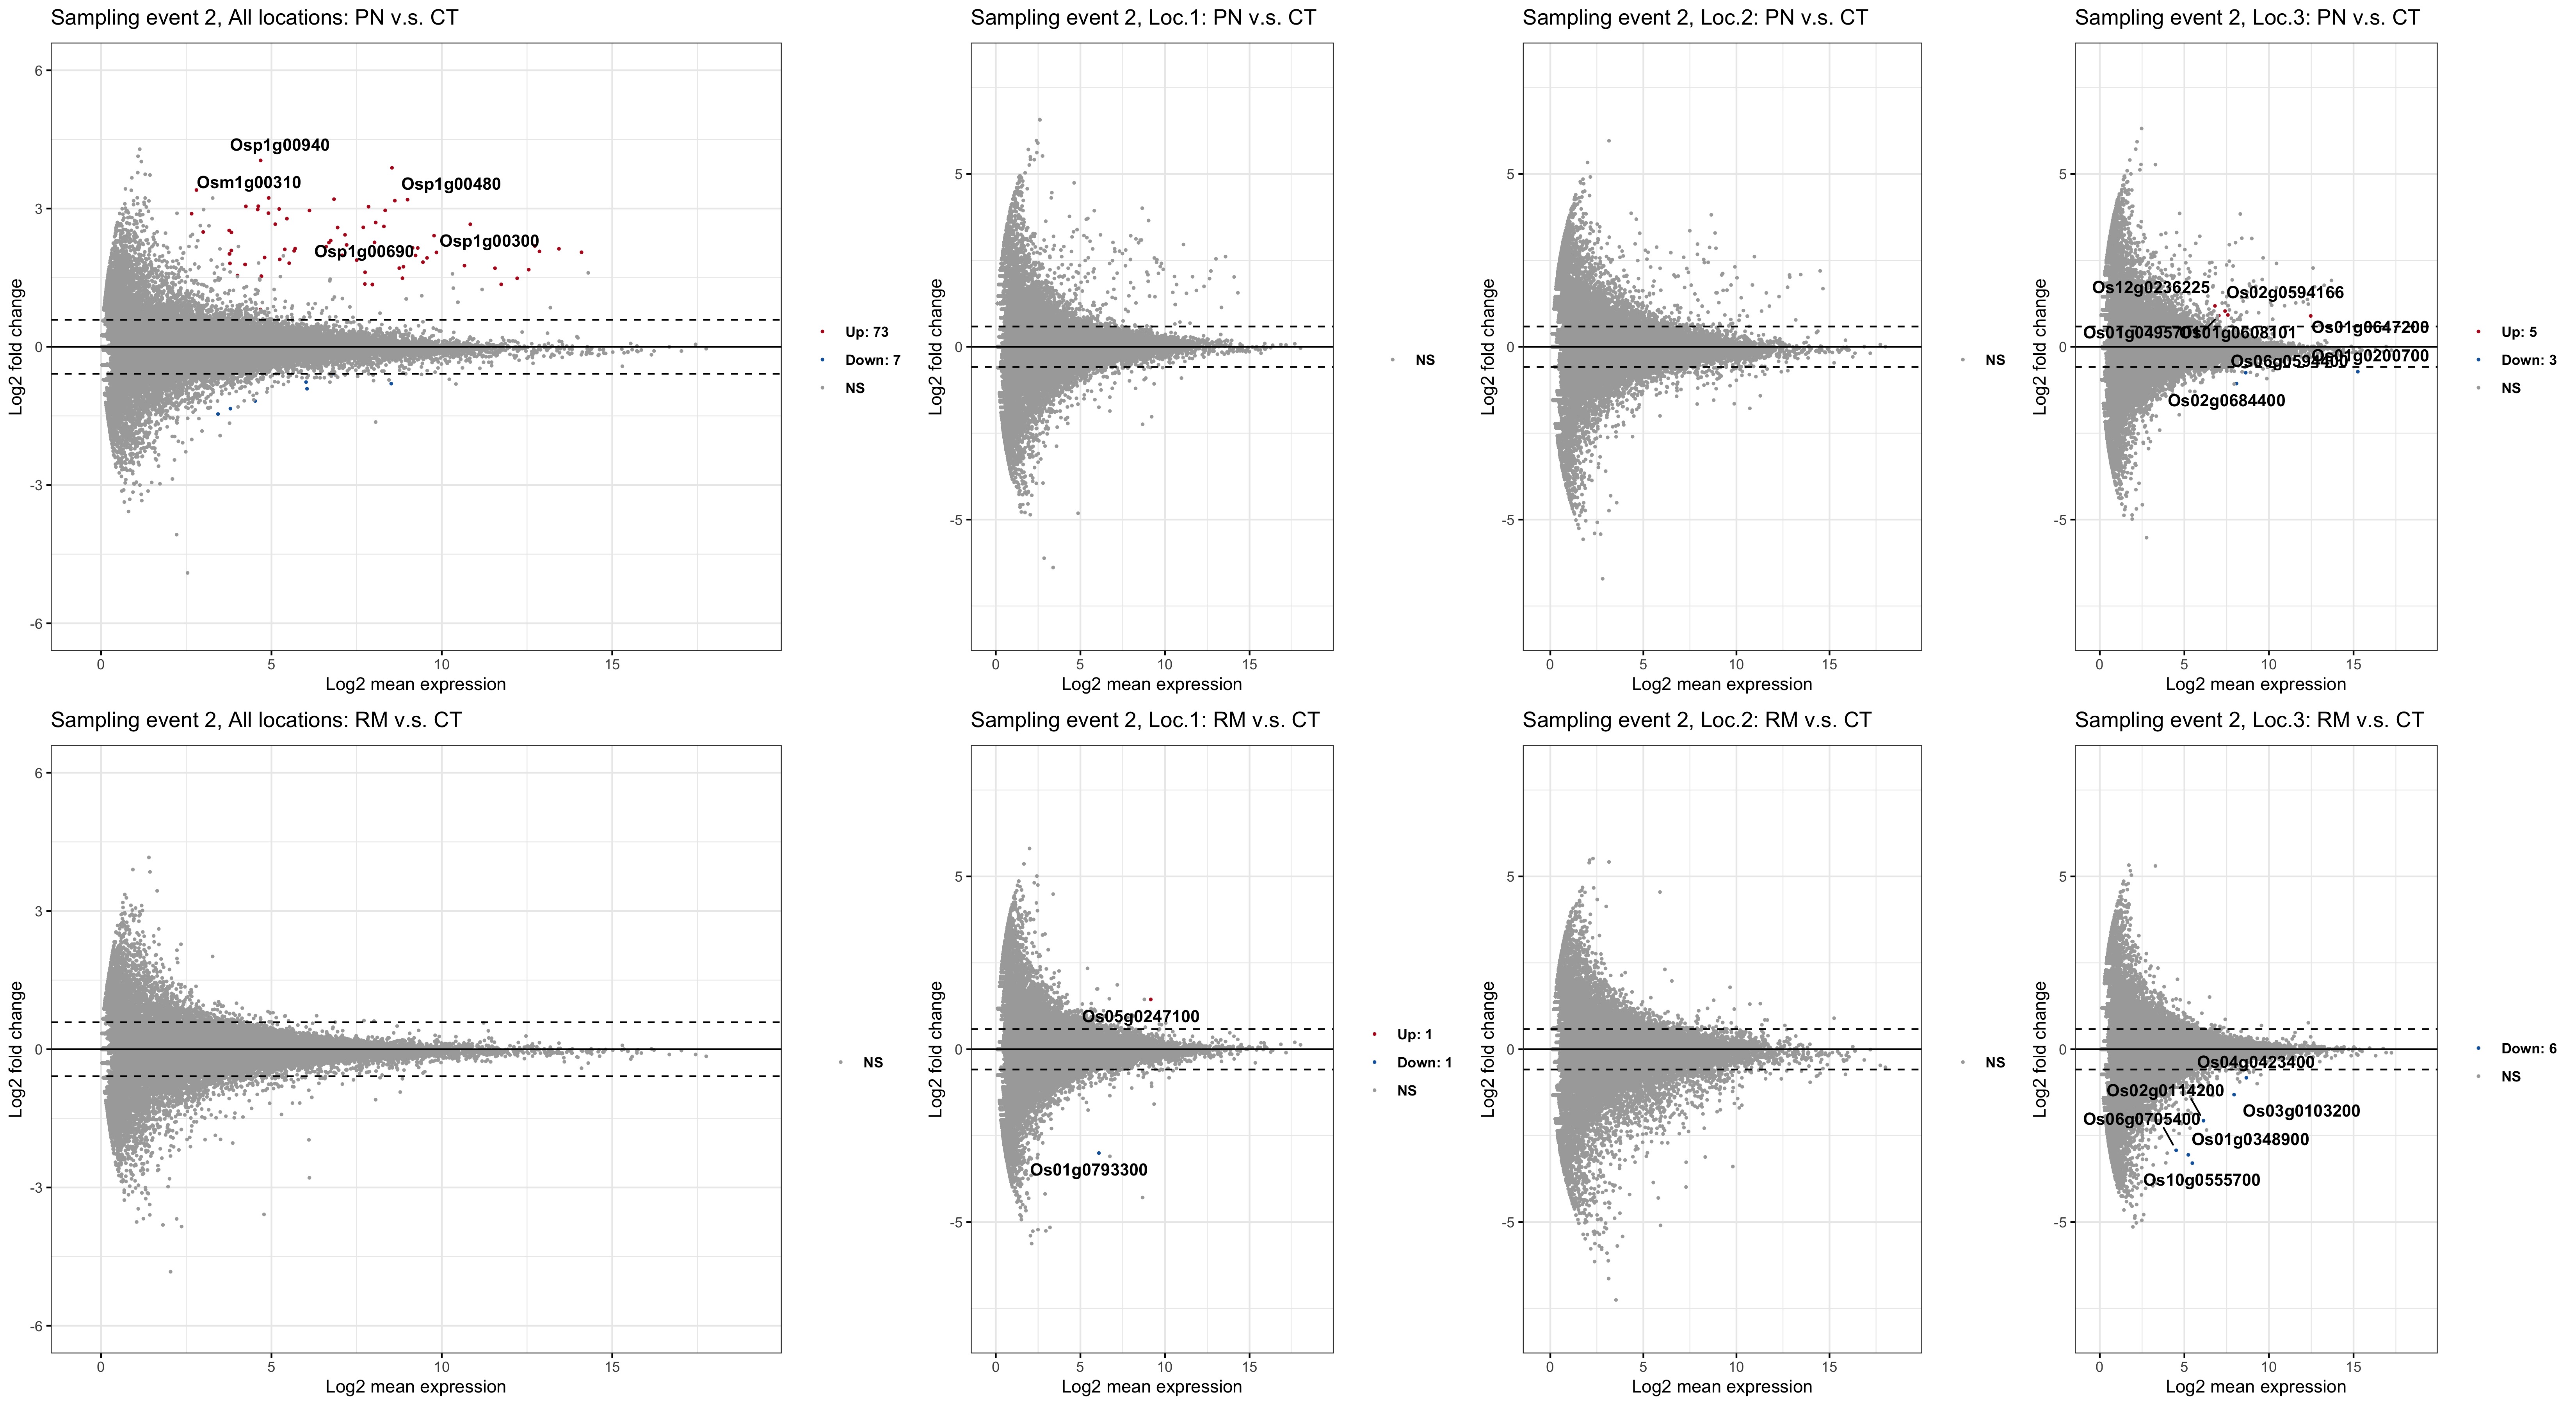 Sampling event 2, All locations: PN v.s. CT
Log2 fold change
6
3
0
-3
-6
Osp1g00940
Osm1g00310
Osp1g00480
Osp1g00300
Osp1g00690
0 5 10 15
Log2 mean expression
Up: 73
Down: 7
NS
Sampling event 2, Loc.1: PN v.s. CT
Log2 fold change
5
0
-5
0 5 10 15
Log2 mean expression
NS
Sampling event 2, Loc.2: PN v.s. CT
Log2 fold change
5
0
-5
0 5 10 15
Log2 mean expression
NS
Sampling event 2, Loc.3: PN v.s. CT
Log2 fold change
5
0
-5
Os12g0236225
Os02g0594166
Os01g0647200
Os01g0200700
Os02g0684400
0 5 10 15
Log2 mean expression
Up: 5
Down: 3
NS
Sampling event 2, All locations: RM v.s. CT
Log2 fold change
6
3
0
-3
-6
0 5 10 15
Log2 mean expression
NS
Sampling event 2, Loc.1: RM v.s. CT
Log2 fold change
5
0
-5
Os05g0247100
Os01g0793300
0 5 10 15
Log2 mean expression
Up: 1
Down: 1
NS
Sampling event 2, Loc.2: RM v.s. CT
Log2 fold change
5
0
-5
0 5 10 15
Log2 mean expression
NS
Sampling event 2, Loc.3: RM v.s. CT
Log2 fold change
5
0
-5
Os04g0423400
Os02g0114200
Os03g0103200
Os06g0705400
Os01g0348900
Os10g0555700
0 5 10 15
Log2 mean expression
Down: 6
NS